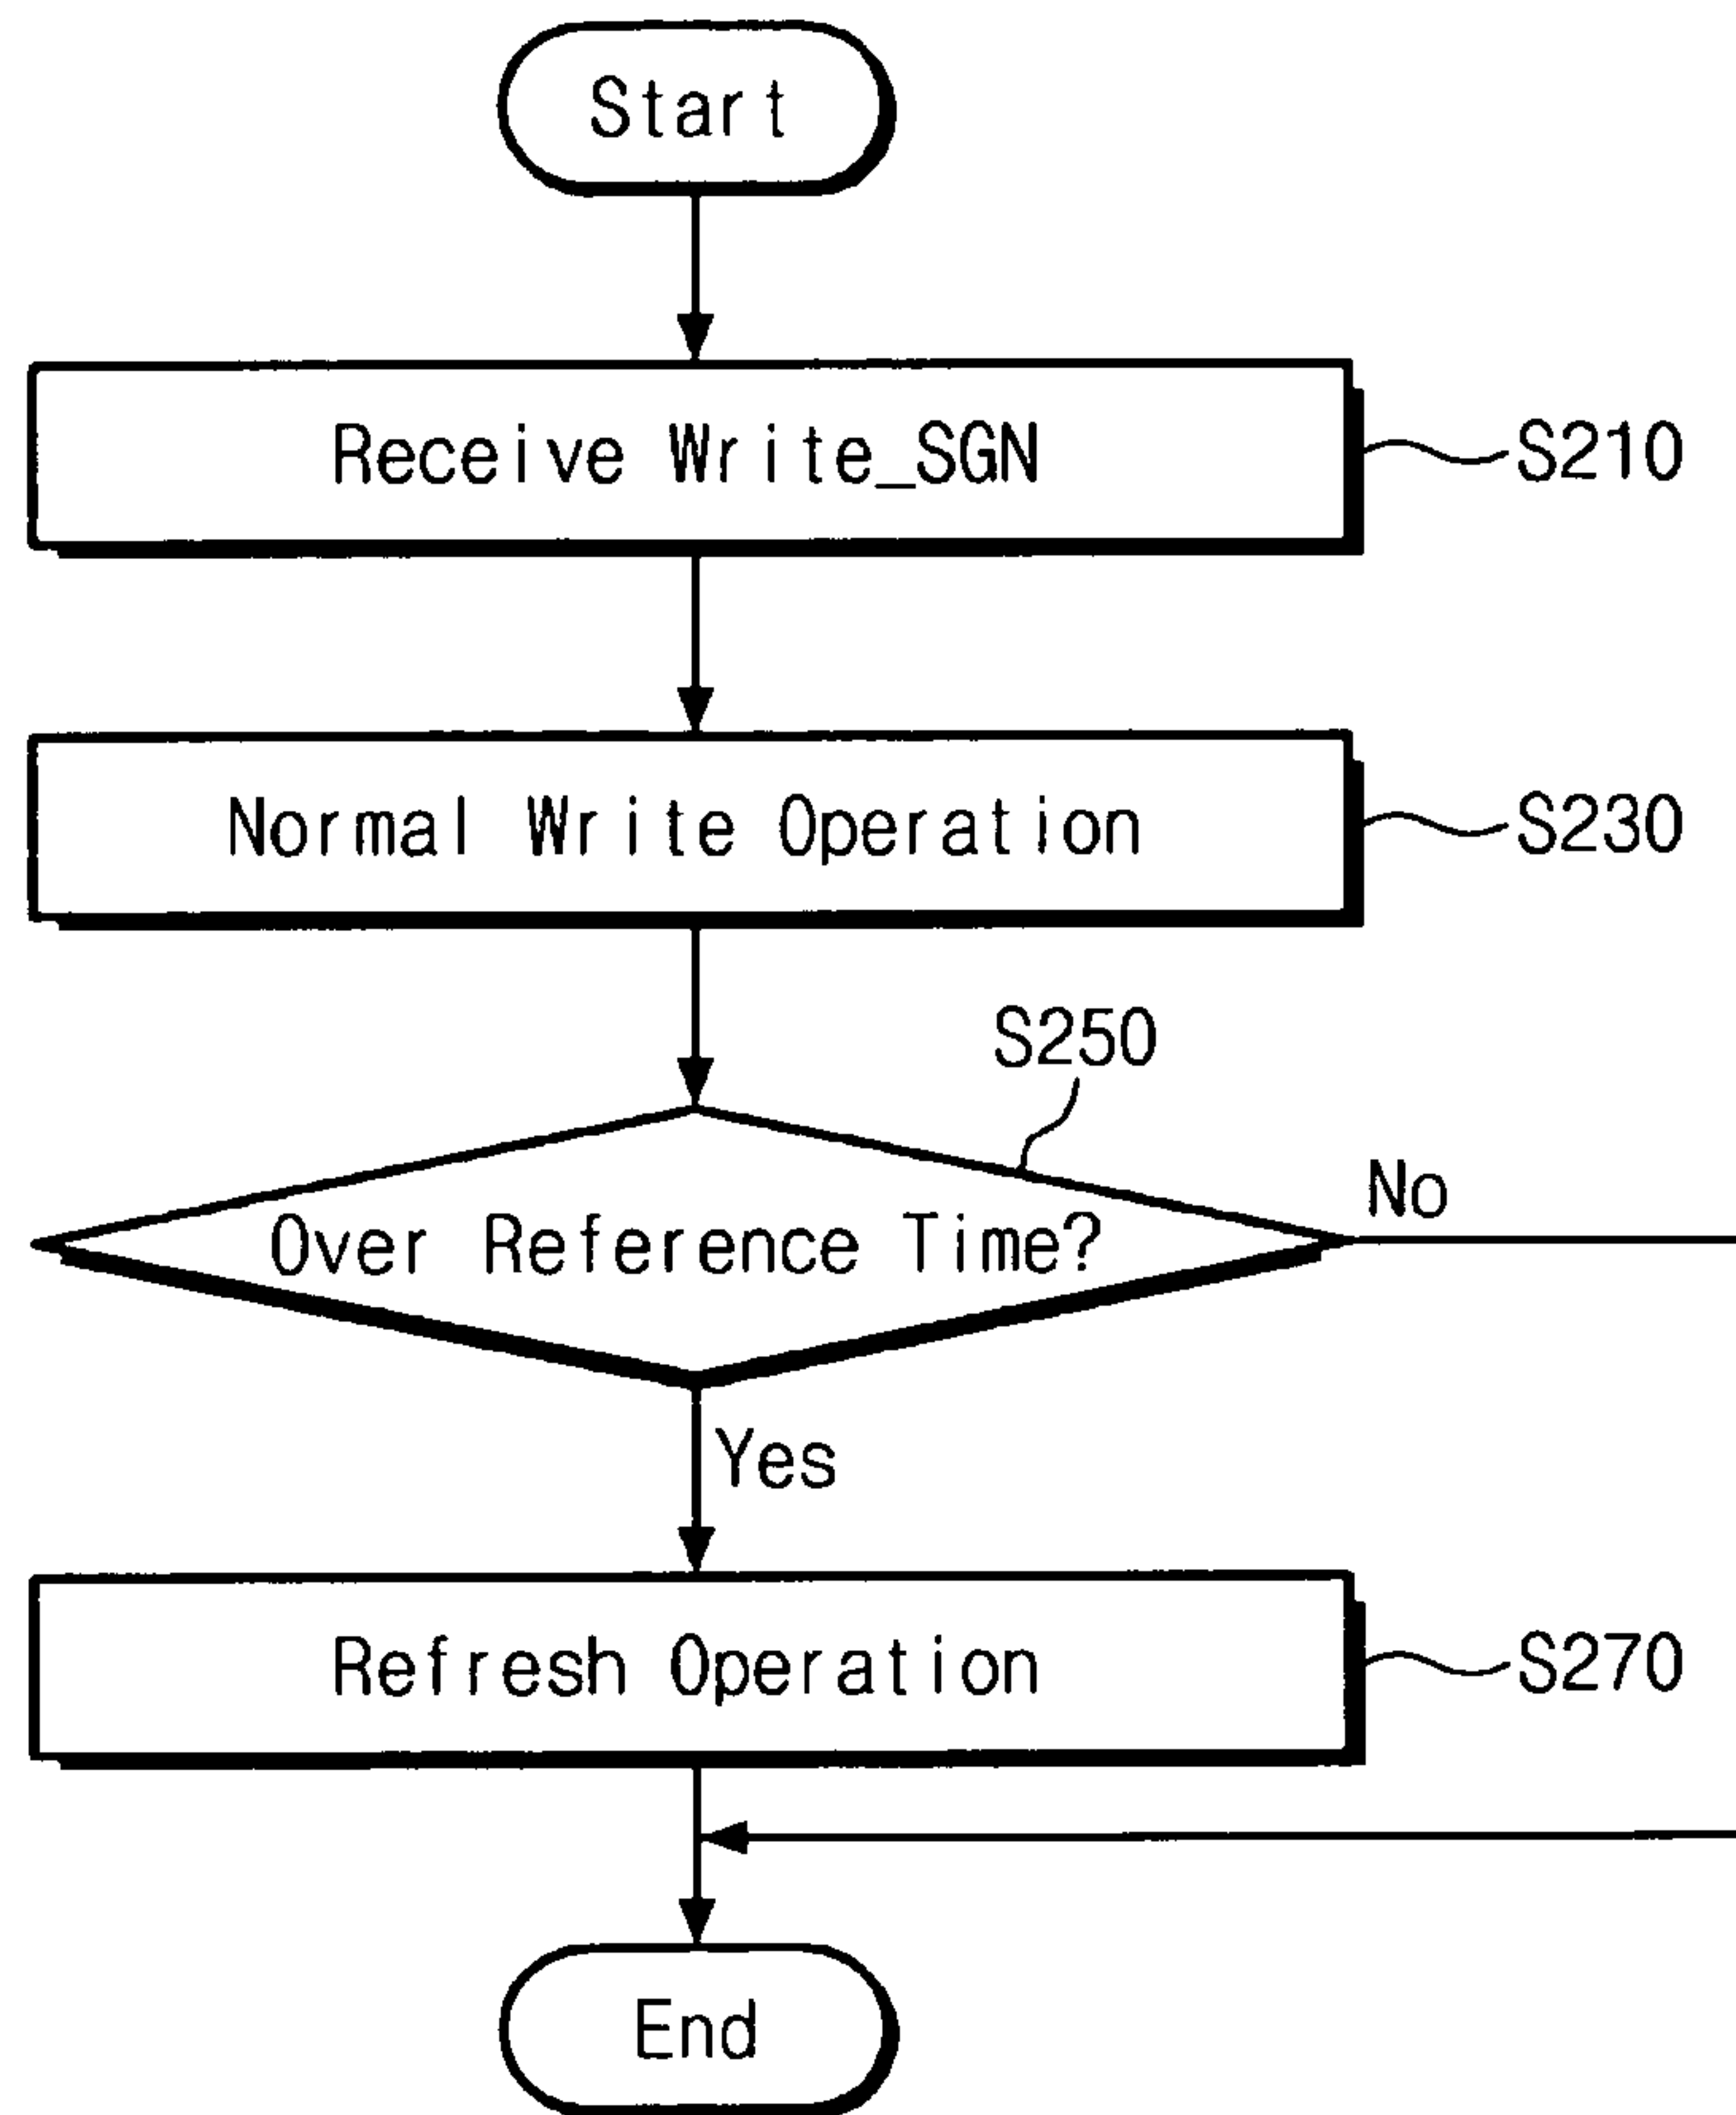 Start
Receive Write_SGN
S210
Normal Write Operation
S230
S250
No
Over Reference Time?
Yes
Refresh Operation
S270
End